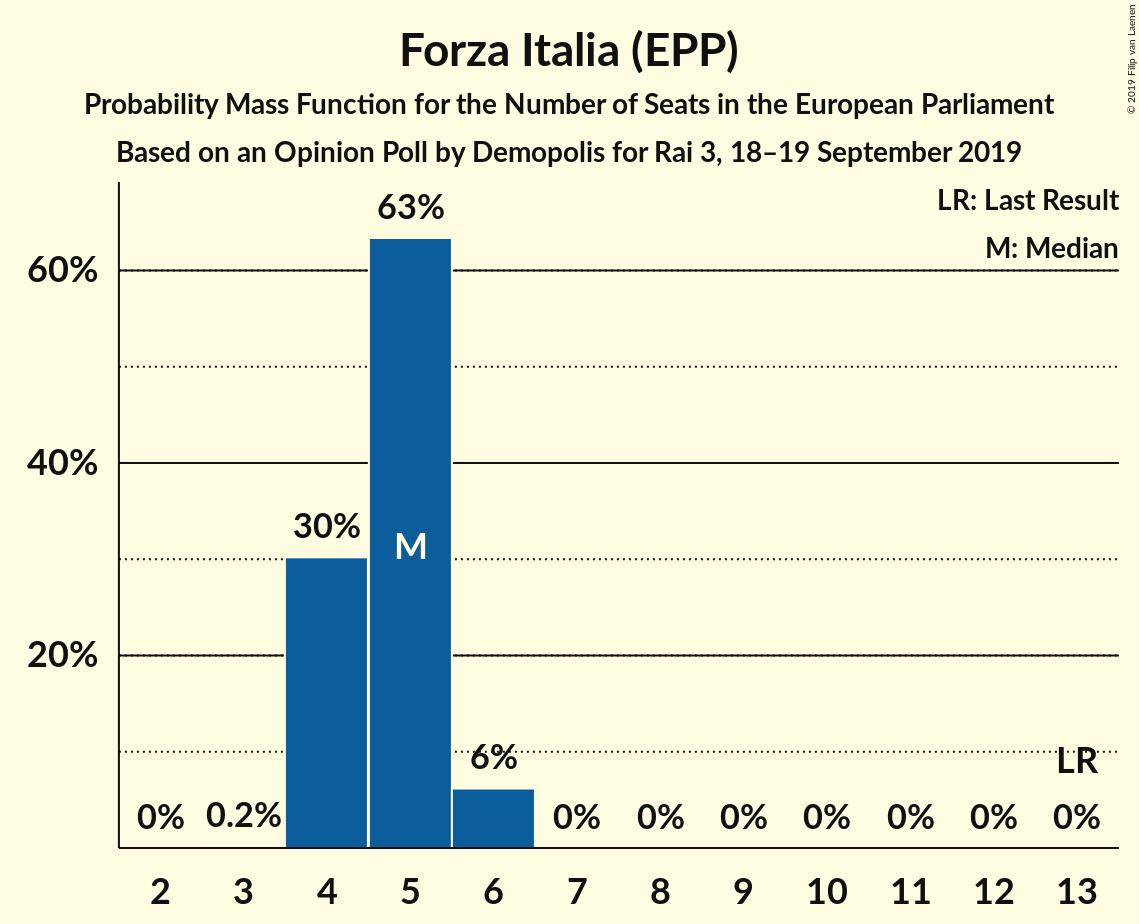 Forza Italia (EPP)
Probability Mass Function for the Number of Seats in the European Parliament
Based on an Opinion Poll by Demopolis for Rai 3, 18–19 September 2019
© 2019 Filip van Laenen
LR: Last Result
M: Median
63%
60%
40%
30%
M
20%
6%
LR
0% 0.2% 0% 0% 0% 0% 0% 0% 0%
2 3 4 5 6 7 8 9 10 11 12 13